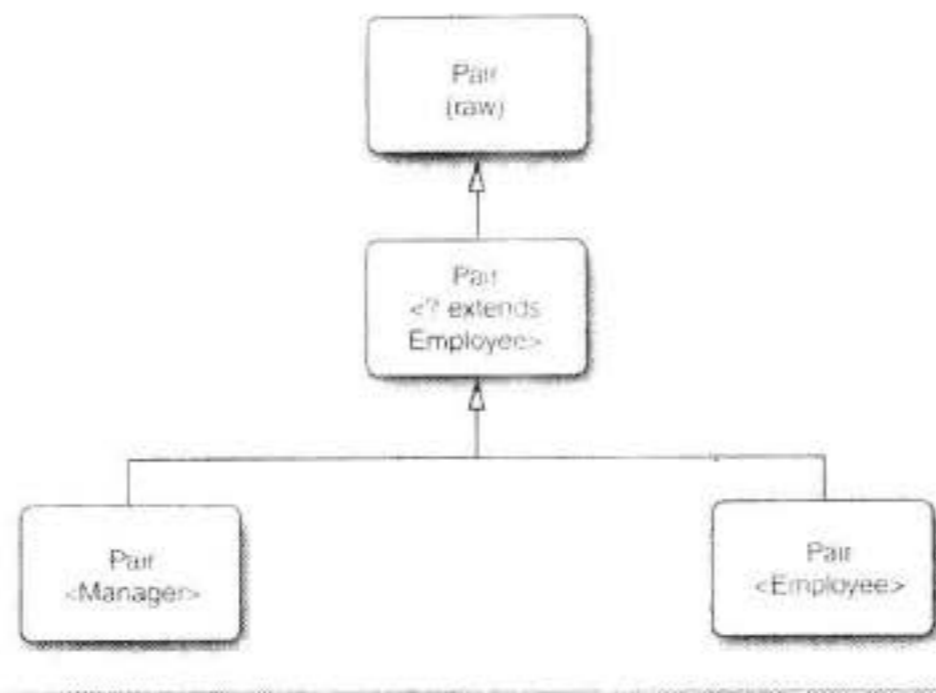 Pair
(raw)
Pair
<? extends
Employee>
Pair
<Manager>
Pair
<Employee>